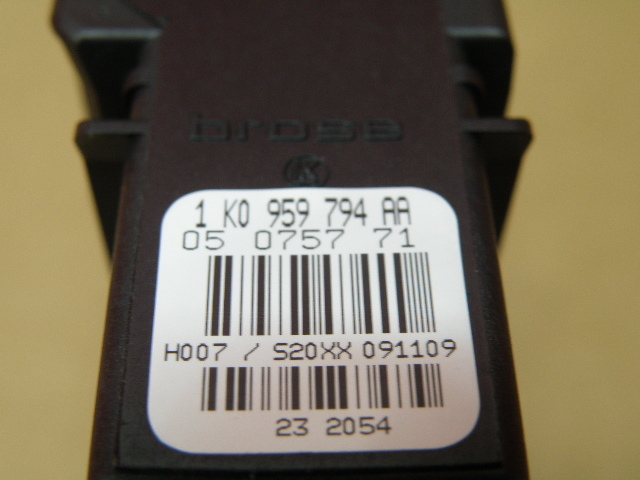 brose
K
1 K0 959 794 AA
05 0757 71
H007 / S20XX 091109
23 2054